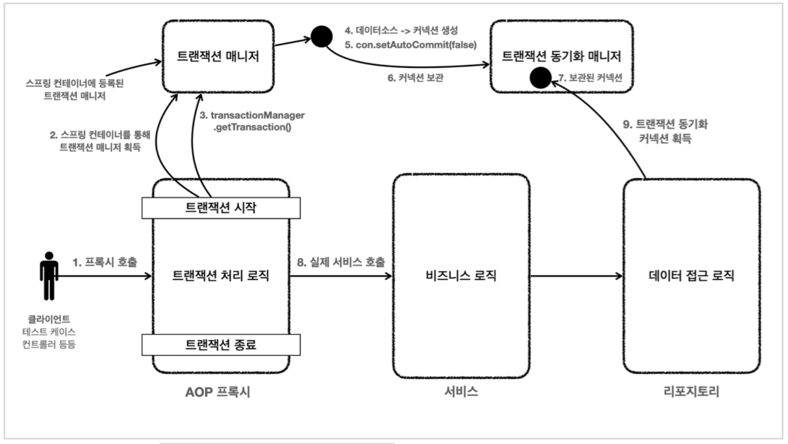 트랜잭션 매니저
4. 데이터소스 -> 커넥션 생성
5. con.setAutoCommit(false)
트랜잭션 동기화 매니저
6. 커넥션 보관
7. 보관된 커넥션
스프링 컨테이너에 등록된
트랜잭션 매니저
3. transactionManager
.getTransaction()
2. 스프링 컨테이너를 통해
트랜잭션 매니저 획득
9. 트랜잭션 동기화
커넥션 획득
트랜잭션 시작
1. 프록시 호출
트랜잭션 처리 로직
8. 실제 서비스 호출
비즈니스 로직
데이터 접근 로직
클라이언트
테스트 케이스
컨트롤러 등등
트랜잭션 종료
AOP 프록시
서비스
리포지토리